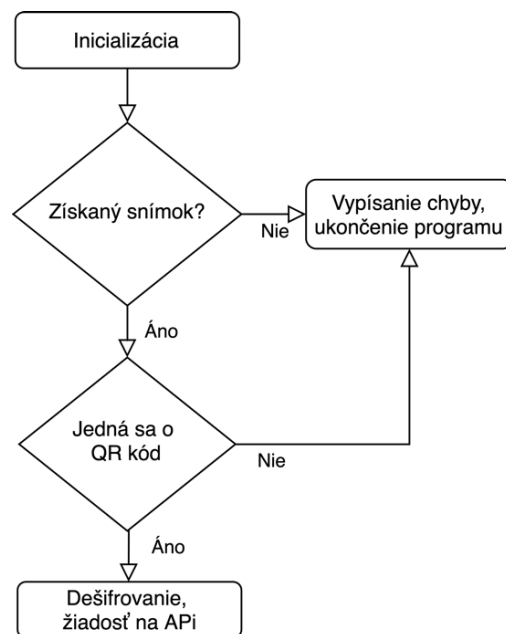 Inicializácia
Získaný snímok?
Nie
Vypísanie chyby,
ukončenie programu
Áno
Jedná sa o
QR kód
Nie
Áno
Dešifrovanie,
žiadosť na APi